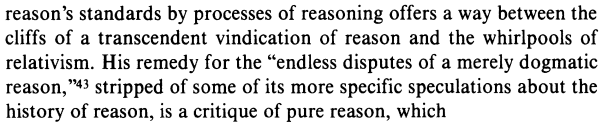 reason’s standards by processes of reasoning offers a way between the
cliffs of a transcendent vindication of reason and the whirlpools of
relativism. His remedy for the “endless disputes of a merely dogmatic
reason,”43 stripped of some of its more specific speculations about the
history of reason, is a critique of pure reason, which